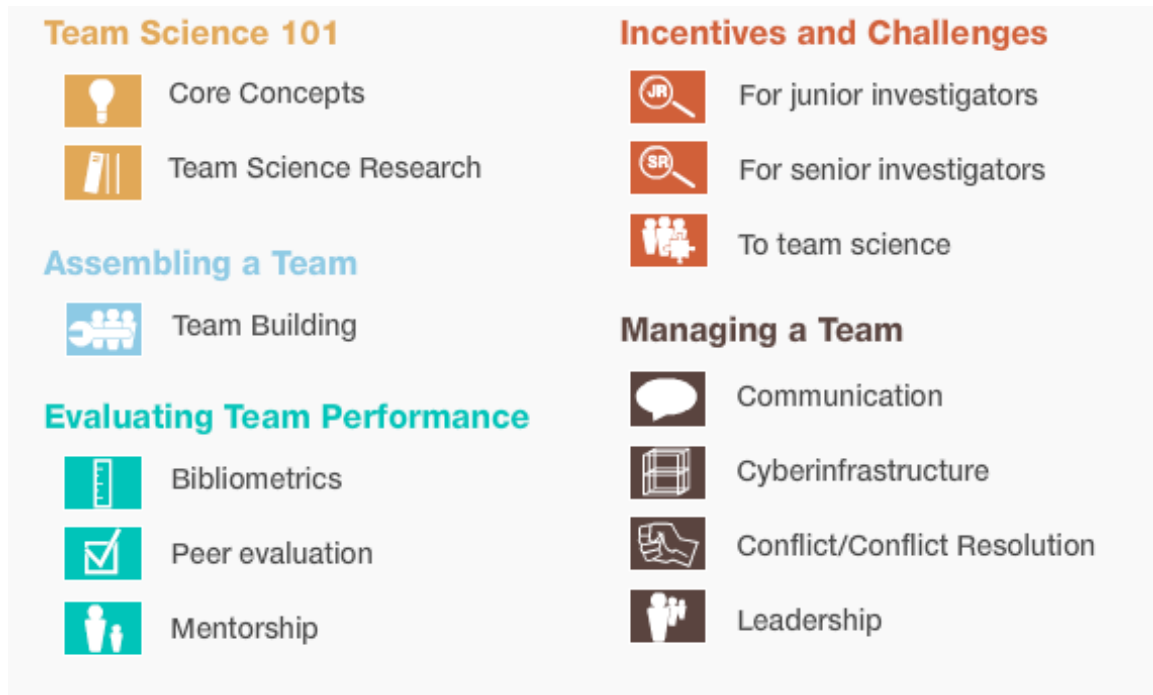 Team Science 101
Core Concepts
Team Science Research
Assembling a Team
Team Building
Evaluating Team Performance
Bibliometrics
Peer evaluation
Mentorship
Incentives and Challenges
JR
For junior investigators
SR
For senior investigators
To team science
Managing a Team
Communication
Cyberinfrastructure
Conflict/Conflict Resolution
Leadership